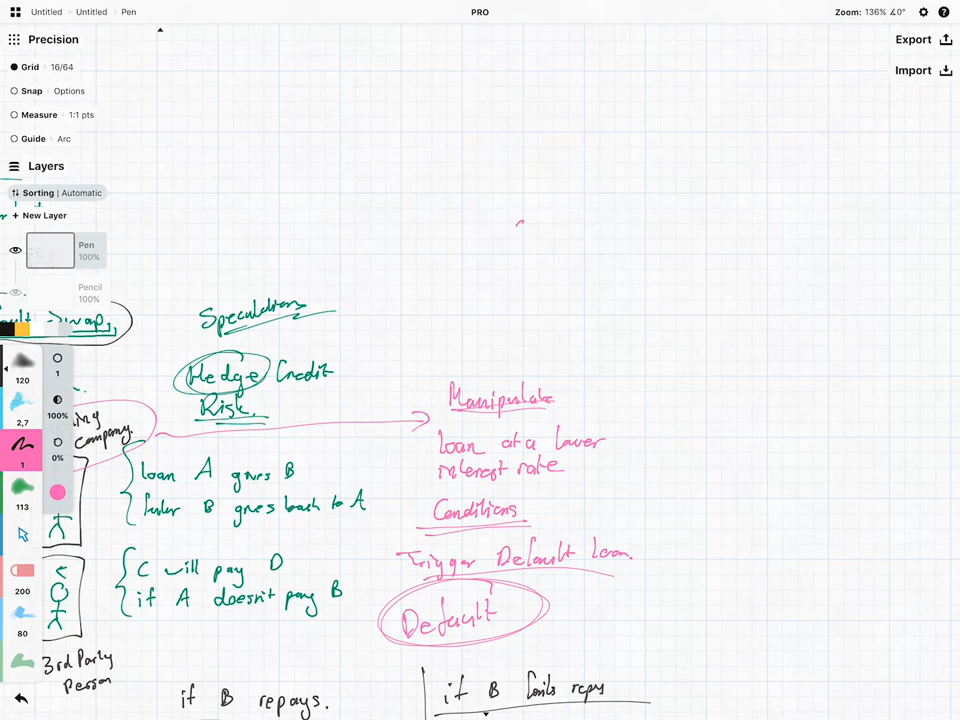 Untitled › Untitled › Pen
PRO
Zoom: 136% ∠0°
Precision
Grid › 16/64
Snap Options
Measure › 1:1 pts
Guide › Arc
Export
Import
Layers
Sorting | Automatic
+ New Layer
Pen
100%
Pencil
100%
Swap
120
2,7
1
113
200
80
1
100%
0%
Company.
3rd Party
Person
Speculations
Hedge Credit
Risk.
loan A gives B
B gives back to A
C will pay D
if A doesn't pay B
Manipulate
loan at a lower
interest rate
Conditions
Trigger Default Loan.
Default
if B repays.
if B fails repay